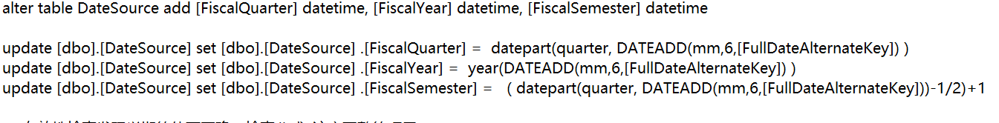 alter table DateSource add [FiscalQuarter] datetime, [FiscalYear] datetime, [FiscalSemester] datetime
update [dbo].[DateSource] set [dbo].[DateSource] .[FiscalQuarter] = datepart(quarter, DATEADD(mm,6,[FullDateAlternateKey]) )
update [dbo].[DateSource] set [dbo].[DateSource] .[FiscalYear] = year(DATEADD(mm,6,[FullDateAlternateKey]) )
update [dbo].[DateSource] set [dbo].[DateSource] .[FiscalSemester] = ( datepart(quarter, DATEADD(mm,6,[FullDateAlternateKey]))-1/2)+1